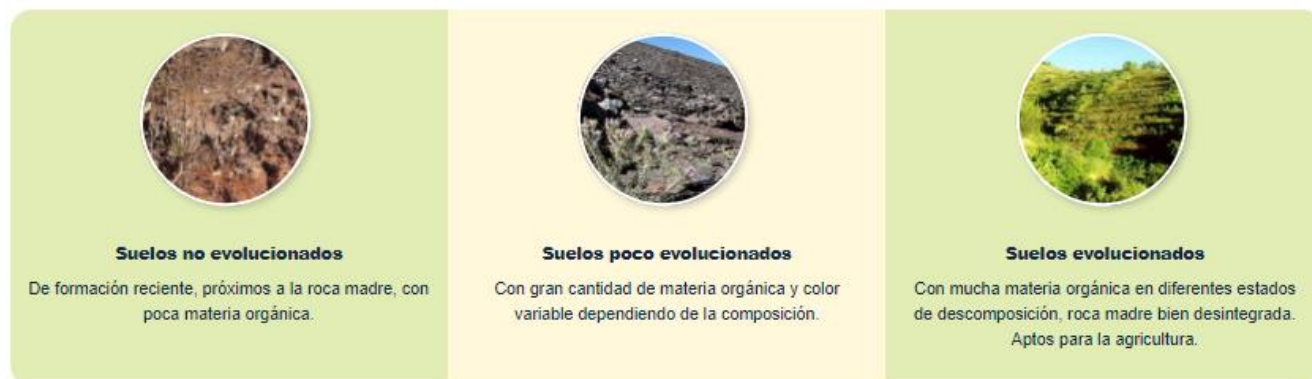 Suelos no evolucionados
De formación reciente, próximos a la roca madre, con
poca materia orgánica.
Suelos poco evolucionados
Con gran cantidad de materia orgánica y color
variable dependiendo de la composición.
Suelos evolucionados
Con mucha materia orgánica en diferentes estados
de descomposición, roca madre bien desintegrada.
Aptos para la agricultura.